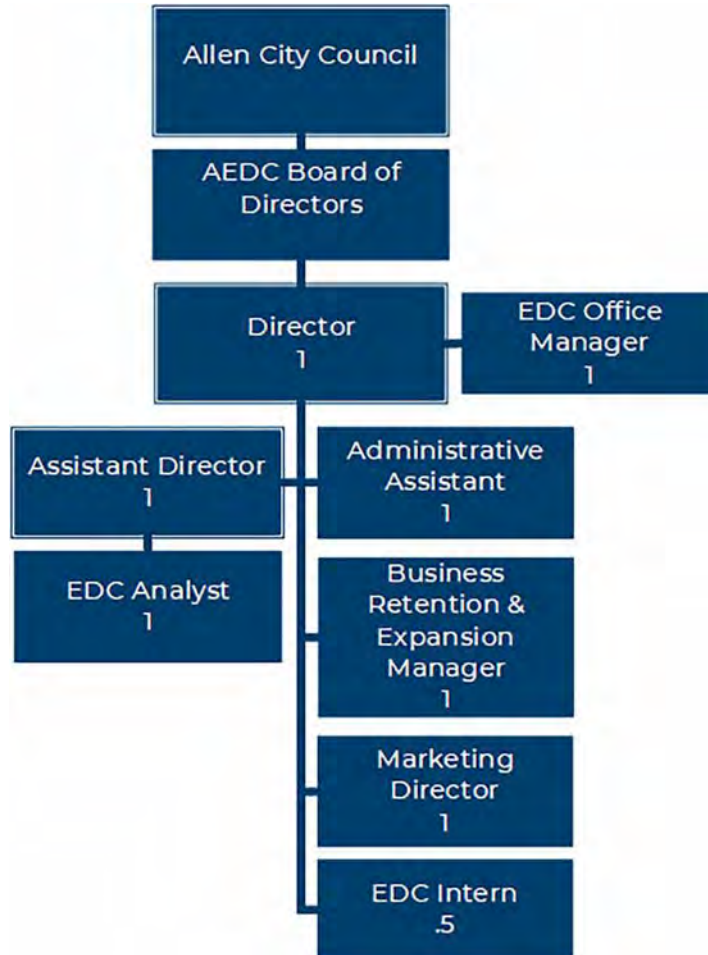 Allen City Council
AEDC Board of
Directors
Director
1
EDC Office
Manager
1
Assistant Director
1
Administrative
Assistant
1
EDC Analyst
1
Business
Retention &
Expansion
Manager
1
Marketing
Director
1
EDC Intern
.5